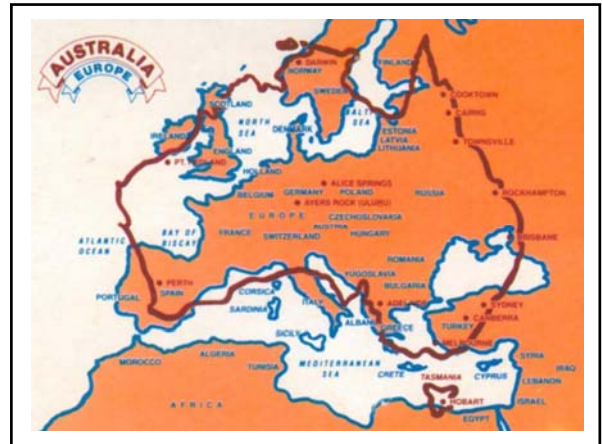 AUSTRALIA
EUROPE
DARWIN
NORWAY
FINLAND
SWEDEN
SCOTLAND
NORTH
SEA
DENMARK
BALTIC
SEA
ESTONIA
LATVIA
LITHUANIA
COOKTOWN
CAIRNS
TOWNSVILLE
IRELAND
PT. HEDLAND
ENGLAND
HOLLAND
BELGIUM
GERMANY
POLAND
ALICE SPRINGS
AYERS ROCK (ULURU)
RUSSIA
ROCKHAMPTON
EUROPE
CZECHOSLOVAKIA
AUSTRIA
FRANCE
SWITZERLAND
HUNGARY
BRISBANE
ATLANTIC
OCEAN
BAY OF
BISCAY
ROMANIA
YUGOSLAVIA
BULGARIA
PORTUGAL
PERTH
SPAIN
CORSICA
SARDINIA
ITALY
ALBANIA
ADELAIDE
GREECE
SYDNEY
CANBERRA
TURKEY
MELBOURNE
SICILY
MOROCCO
ALGERIA
TUNISIA
MEDITERRANEAN
SEA
CRETE
TASMANIA
CYPRUS
SYRIA
IRAQ
LEBANON
ISRAEL
HOBART
EGYPT
AFRICA